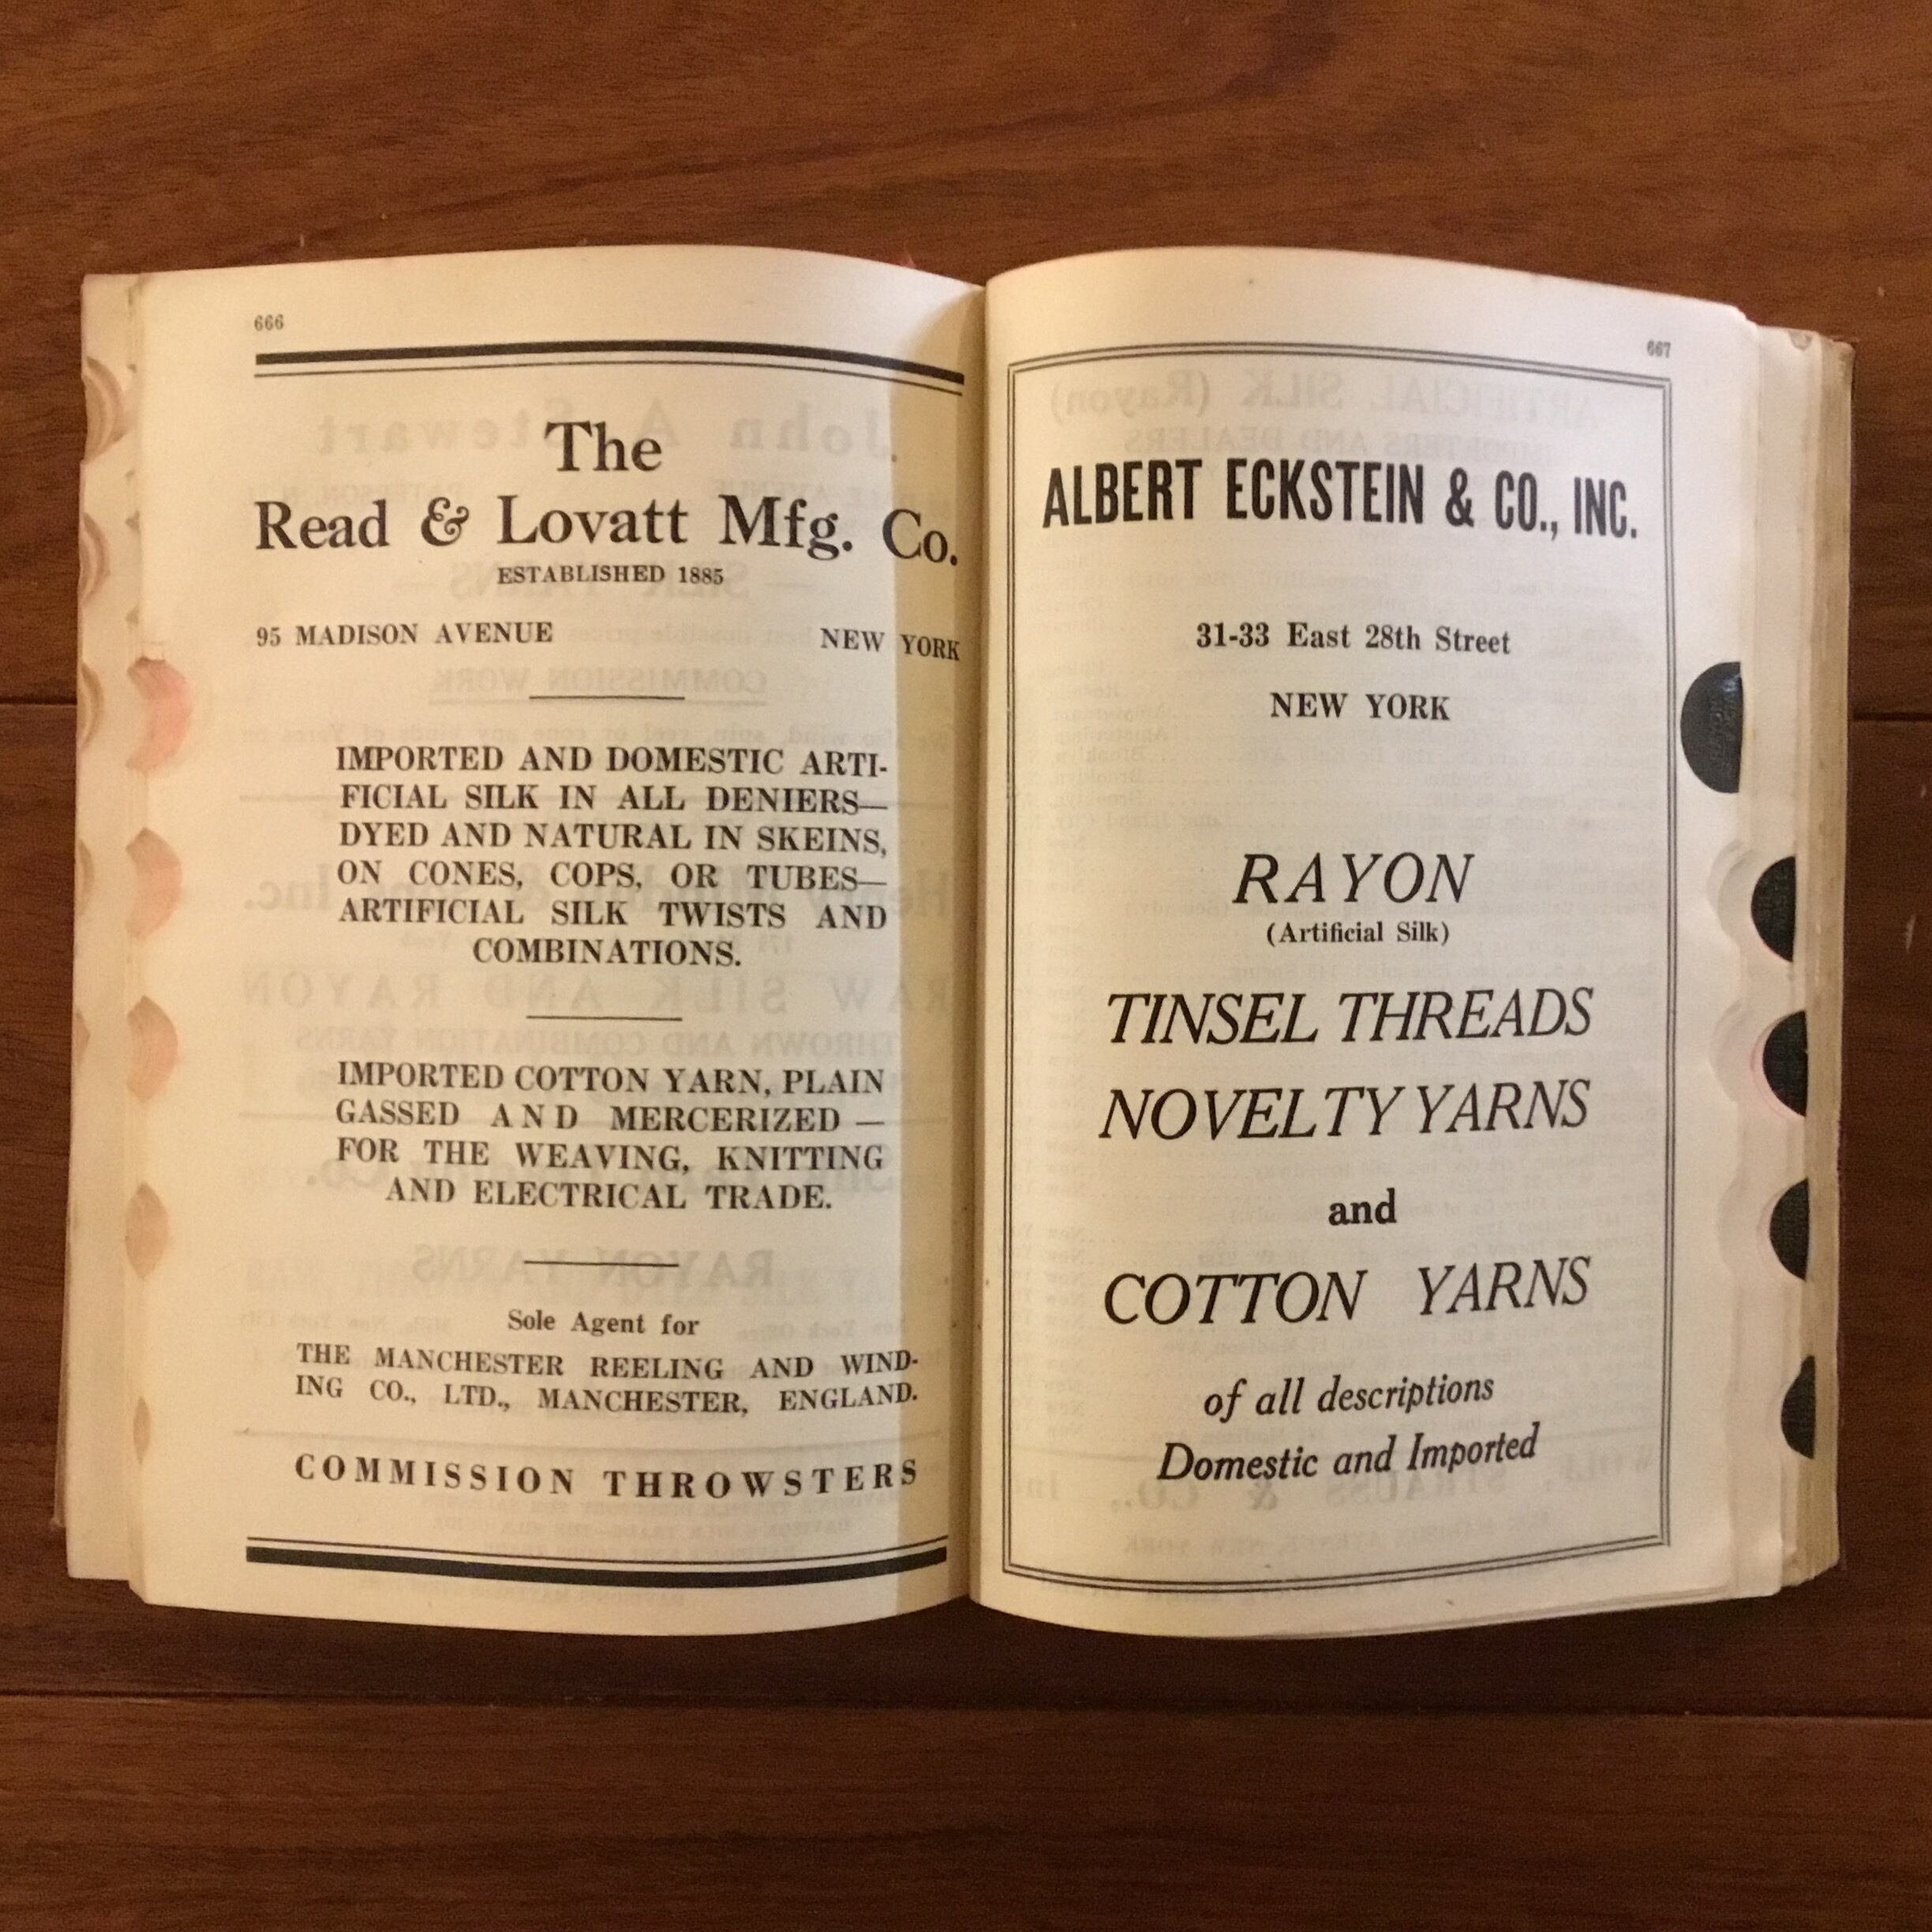 666
The
Read & Lovatt Mfg. Co.
ESTABLISHED 1885
95 MADISON AVENUE NEW YORK
IMPORTED AND DOMESTIC ARTI-
FICIAL SILK IN ALL DENIERS—
DYED AND NATURAL IN SKEINS,
ON CONES, COPS, OR TUBES—
ARTIFICIAL SILK TWISTS AND
COMBINATIONS.
IMPORTED COTTON YARN, PLAIN
GASSED AND MERCERIZED —
FOR THE WEAVING, KNITTING
AND ELECTRICAL TRADE.
Sole Agent for
THE MANCHESTER REELING AND WIND-
ING CO., LTD., MANCHESTER, ENGLAND.
COMMISSION THROWSTERS
667
ALBERT ECKSTEIN & CO., INC.
31-33 East 28th Street
NEW YORK
RAYON
(Artificial Silk)
TINSEL THREADS
NOVELTY YARNS
and
COTTON YARNS
of all descriptions
Domestic and Imported